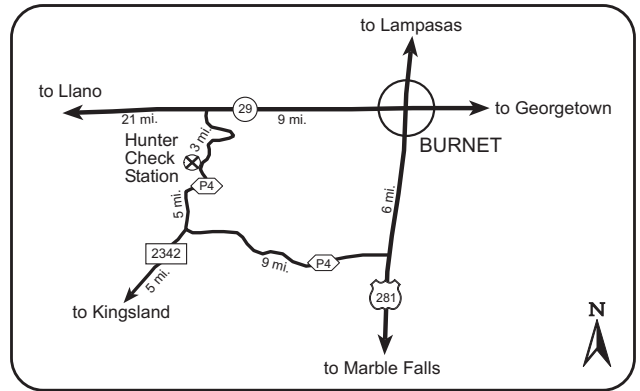 to Lampasas
to Llano
29
21 mi.
9 mi.
to Georgetown
BURNET
3 mi.
Hunter
Check
Station
P4
5 mi.
6 mi.
2342
9 mi.
P4
5 mi.
281
to Kingsland
N
to Marble Falls